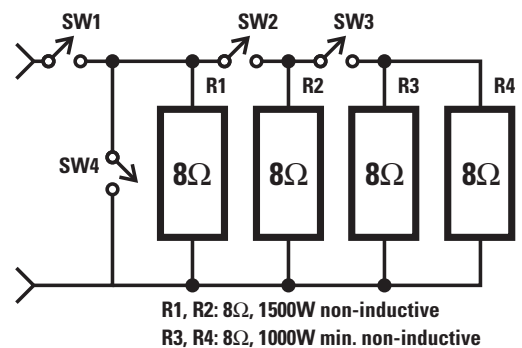 SW1
SW2
SW3
R1
R2
R3
R4
SW4
8Ω
8Ω
8Ω
8Ω
R1, R2: 8Ω, 1500W non-inductive
R3, R4: 8Ω, 1000W min. non-inductive